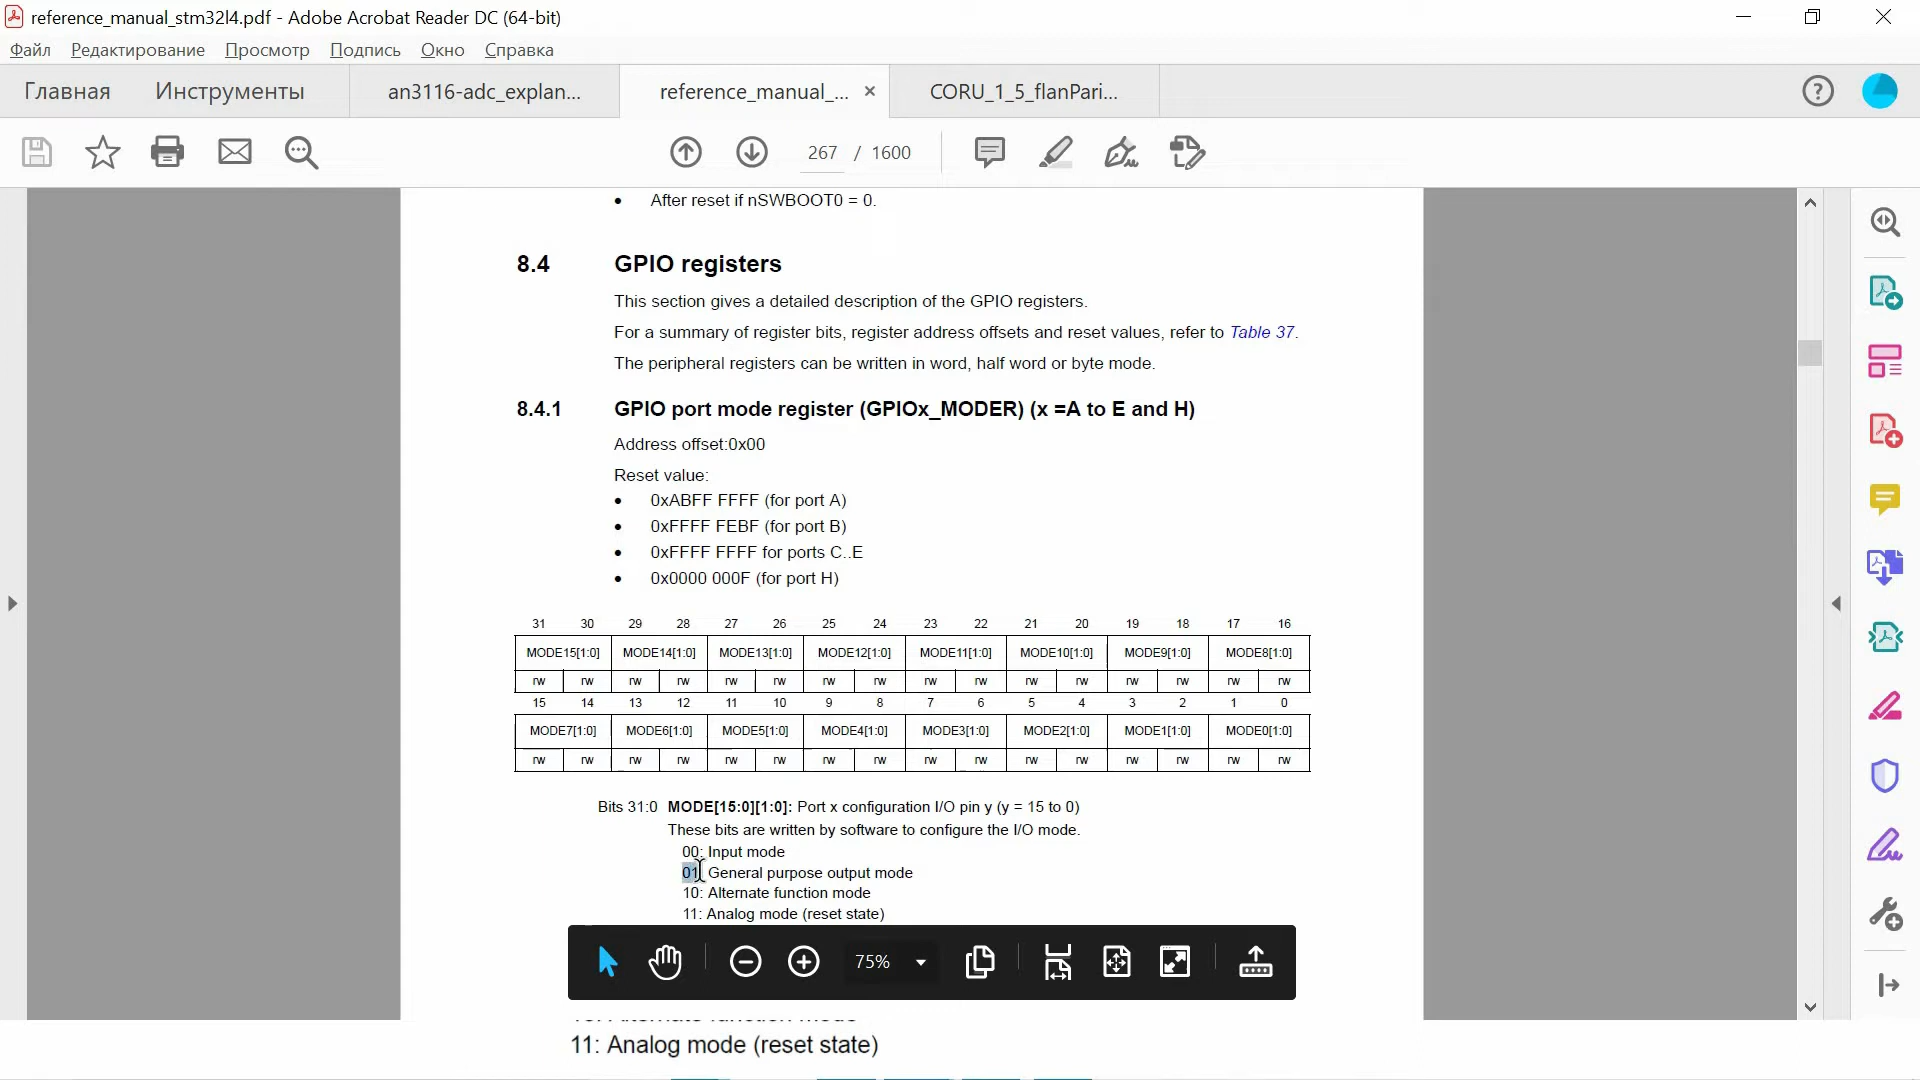 reference_manual_stm32l4.pdf - Adobe Acrobat Reader DC (64-bit)
Файл Редактирование Просмотр Подпись Окно Справка
Главная Инструменты an3116-adc_explan... reference_manual_... × CORU_1_5_flanPari...
267 / 1600
• After reset if nSWBOOT0 = 0.
8.4 GPIO registers
This section gives a detailed description of the GPIO registers.
For a summary of register bits, register address offsets and reset values, refer to Table 37.
The peripheral registers can be written in word, half word or byte mode.
8.4.1 GPIO port mode register (GPIOx_MODER) (x =A to E and H)
Address offset:0x00
Reset value:
• 0xABFF FFFF (for port A)
• 0xFFFF FEBF (for port B)
• 0xFFFF FFFF for ports C..E
• 0x0000 000F (for port H)
31 30 29 28 27 26 25 24 23 22 21 20 19 18 17 16
MODE15[1:0] MODE14[1:0] MODE13[1:0] MODE12[1:0] MODE11[1:0] MODE10[1:0] MODE9[1:0] MODE8[1:0]
rw rw rw rw rw rw rw rw rw rw rw rw rw rw rw rw
15 14 13 12 11 10 9 8 7 6 5 4 3 2 1 0
MODE7[1:0] MODE6[1:0] MODE5[1:0] MODE4[1:0] MODE3[1:0] MODE2[1:0] MODE1[1:0] MODE0[1:0]
rw rw rw rw rw rw rw rw rw rw rw rw rw rw rw rw
Bits 31:0 MODE[15:0][1:0]: Port x configuration I/O pin y (y = 15 to 0)
These bits are written by software to configure the I/O mode.
00: Input mode
01: General purpose output mode
10: Alternate function mode
11: Analog mode (reset state)
75%
11: Analog mode (reset state)